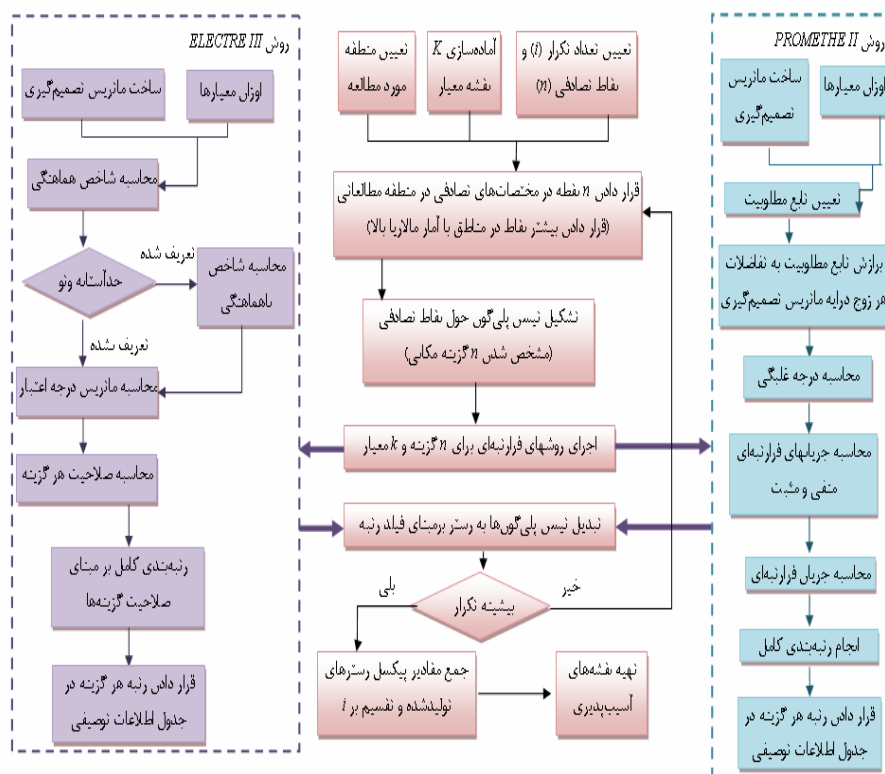 روش PROMETHE II
ساخت ماتریس
تصمیم‌گیری
اوزان معیارها
تعیین تابع مطلوبیت
برازش تابع مطلوبیت به تفاضلات
هر زوج درایه ماتریس تصمیم‌گیری
محاسبه درجه غلبگی
محاسبه جریانهای فرارتبه‌ای
منفی و مثبت
محاسبه جریان فرارتبه‌ای
انجام رتبه‌بندی کامل
قرار دادن رتبه هر گزینه در
جدول اطلاعات توصیفی
تعیین تعداد تکرار (i) و
نقاط تصادفی (n)
آماده‌سازی K
نقشه معیار
تعیین منطقه
مورد مطالعه
قرار دادن n نقطه در مختصات‌های تصادفی در منطقه مطالعاتی
(قرار دادن بیشتر نقاط در مناطق با آمار مالاریا بالا)
تشکیل تیسن پلی‌گون حول نقاط تصادفی
(مشخص شدن n گزینه مکانی)
اجرای روشهای فرارتبه‌ای برای n گزینه و k معیار
تبدیل تیسن پلی‌گون‌ها به رستر برمبنای فیلد رتبه
بیشینه تکرار
خیر
بلی
جمع مقادیر پیکسل رسترهای
تولیدشده و تقسیم بر i
تهیه نقشه‌های
آسیب‌پذیری
روش ELECTRE III
اوزان معیارها
ساخت ماتریس تصمیم‌گیری
محاسبه شاخص هماهنگی
حدآستانه وتو
تعریف شده
محاسبه شاخص
ناهماهنگی
تعریف نشده
محاسبه ماتریس درجه اعتبار
محاسبه صلاحیت هر گزینه
رتبه‌بندی کامل بر مبنای
صلاحیت گزینه‌ها
قرار دادن رتبه هر گزینه در
جدول اطلاعات توصیفی